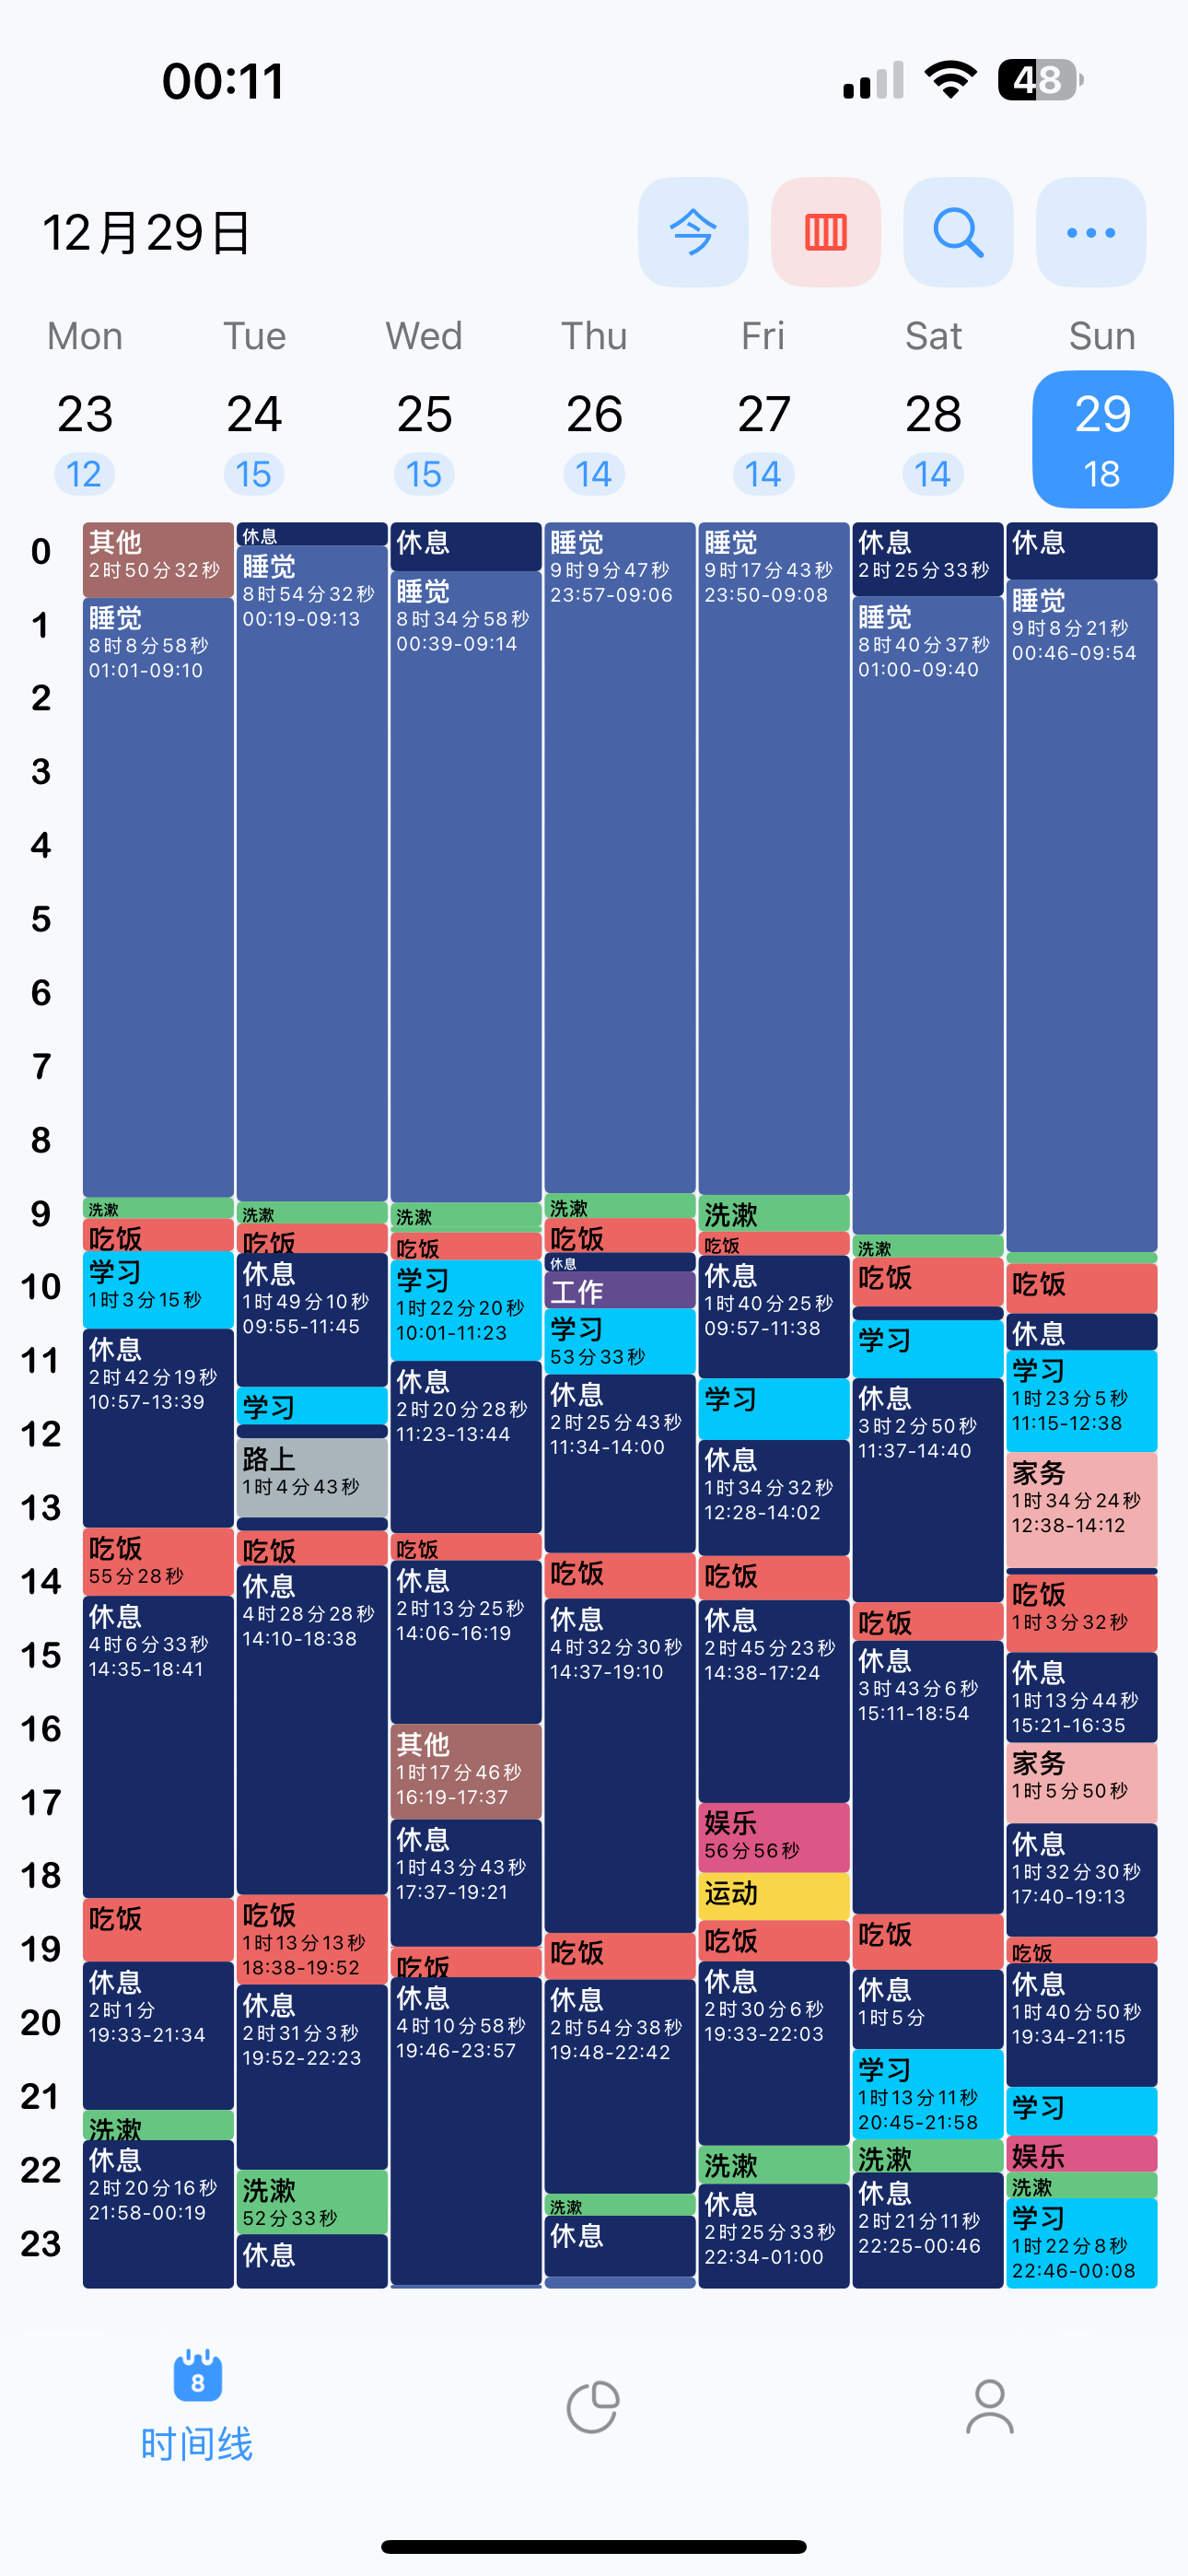 00:11
48
12月29日
今
Mon Tue Wed Thu Fri Sat Sun
23 24 25 26 27 28 29
12 15 15 14 14 14 18
0
1
2
3
4
5
6
7
8
9
10
11
12
13
14
15
16
17
18
19
20
21
22
23
其他
2时50分32秒
睡觉
8时8分58秒
01:01-09:10
洗漱
吃饭
学习
1时3分15秒
休息
2时42分19秒
10:57-13:39
吃饭
55分28秒
休息
4时6分33秒
14:35-18:41
吃饭
休息
2时1分
19:33-21:34
洗漱
休息
2时20分16秒
21:58-00:19
休息
睡觉
8时54分32秒
00:19-09:13
洗漱
吃饭
休息
1时49分10秒
09:55-11:45
学习
路上
1时4分43秒
吃饭
休息
4时28分28秒
14:10-18:38
吃饭
1时13分13秒
18:38-19:52
休息
2时31分3秒
19:52-22:23
洗漱
52分33秒
休息
休息
睡觉
8时34分58秒
00:39-09:14
洗漱
吃饭
学习
1时22分20秒
10:01-11:23
休息
2时20分28秒
11:23-13:44
吃饭
休息
2时13分25秒
14:06-16:19
其他
1时17分46秒
16:19-17:37
休息
1时43分43秒
17:37-19:21
吃饭
休息
4时10分58秒
19:46-23:57
睡觉
9时9分47秒
23:57-09:06
洗漱
吃饭
休息
工作
学习
53分33秒
休息
2时25分43秒
11:34-14:00
吃饭
休息
4时32分30秒
14:37-19:10
吃饭
休息
2时54分38秒
19:48-22:42
洗漱
休息
睡觉
9时17分43秒
23:50-09:08
洗漱
吃饭
休息
1时40分25秒
09:57-11:38
学习
休息
1时34分32秒
12:28-14:02
吃饭
休息
2时45分23秒
14:38-17:24
娱乐
56分56秒
运动
吃饭
休息
2时30分6秒
19:33-22:03
洗漱
休息
2时25分33秒
22:34-01:00
休息
2时25分33秒
睡觉
8时40分37秒
01:00-09:40
洗漱
吃饭
学习
休息
3时2分50秒
11:37-14:40
吃饭
休息
3时43分6秒
15:11-18:54
吃饭
休息
1时5分
学习
1时13分11秒
20:45-21:58
洗漱
休息
2时21分11秒
22:25-00:46
休息
睡觉
9时8分21秒
00:46-09:54
吃饭
休息
学习
1时23分5秒
11:15-12:38
家务
1时34分24秒
12:38-14:12
吃饭
1时3分32秒
休息
1时13分44秒
15:21-16:35
家务
1时5分50秒
休息
1时32分30秒
17:40-19:13
吃饭
休息
1时40分50秒
19:34-21:15
学习
娱乐
洗漱
学习
1时22分8秒
22:46-00:08
8
时间线